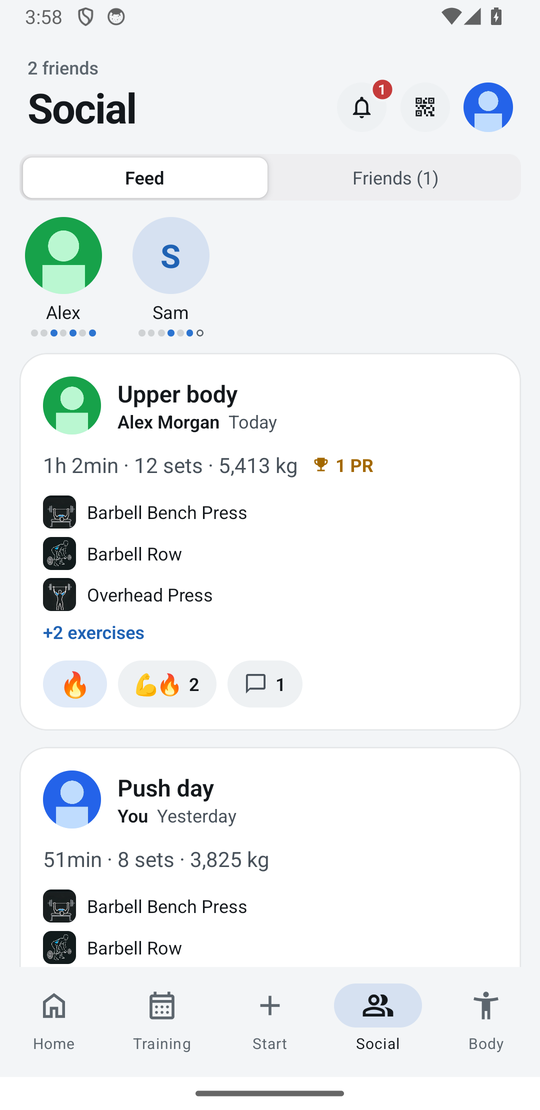 3:58
2 friends
Social
1
Feed
Friends (1)
Alex
S
Sam
Upper body
Alex Morgan Today
1h 2min · 12 sets · 5,413 kg 1 PR
Barbell Bench Press
Barbell Row
Overhead Press
+2 exercises
🔥 💪🔥 2 1
Push day
You Yesterday
51min · 8 sets · 3,825 kg
Barbell Bench Press
Barbell Row
Home
Training
Start
Social
Body